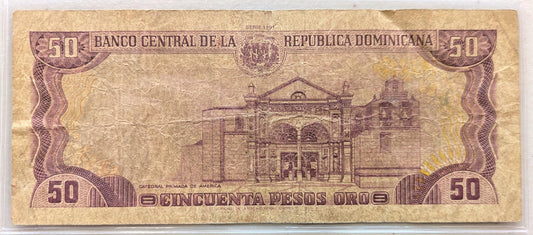 50 BANCO CENTRAL DE LA REPUBLICA DOMINICANA 50
CATEDRAL PRIMADA DE AMERICA
50 CINCUENTA PESOS ORO 50